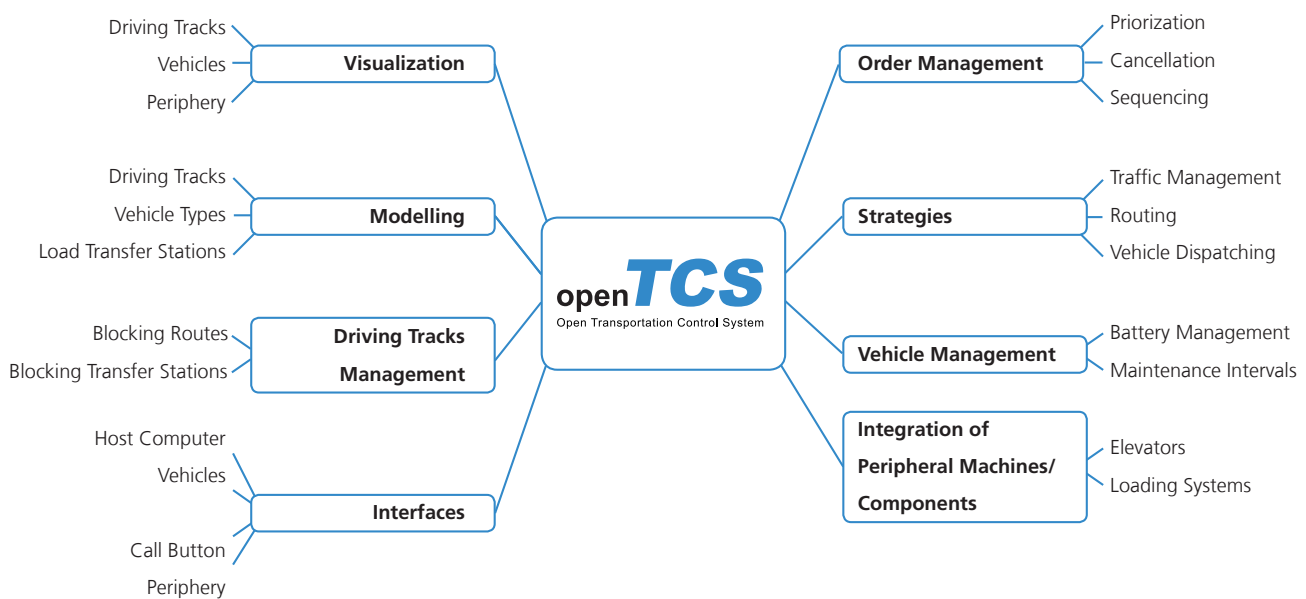 Driving Tracks
Vehicles
Periphery
Visualization
Driving Tracks
Vehicle Types
Load Transfer Stations
Modelling
Blocking Routes
Blocking Transfer Stations
Driving Tracks
Management
Host Computer
Vehicles
Call Button
Periphery
Interfaces
openTCS
Open Transportation Control System
Order Management
Priorization
Cancellation
Sequencing
Strategies
Traffic Management
Routing
Vehicle Dispatching
Vehicle Management
Battery Management
Maintenance Intervals
Integration of
Peripheral Machines/
Components
Elevators
Loading Systems